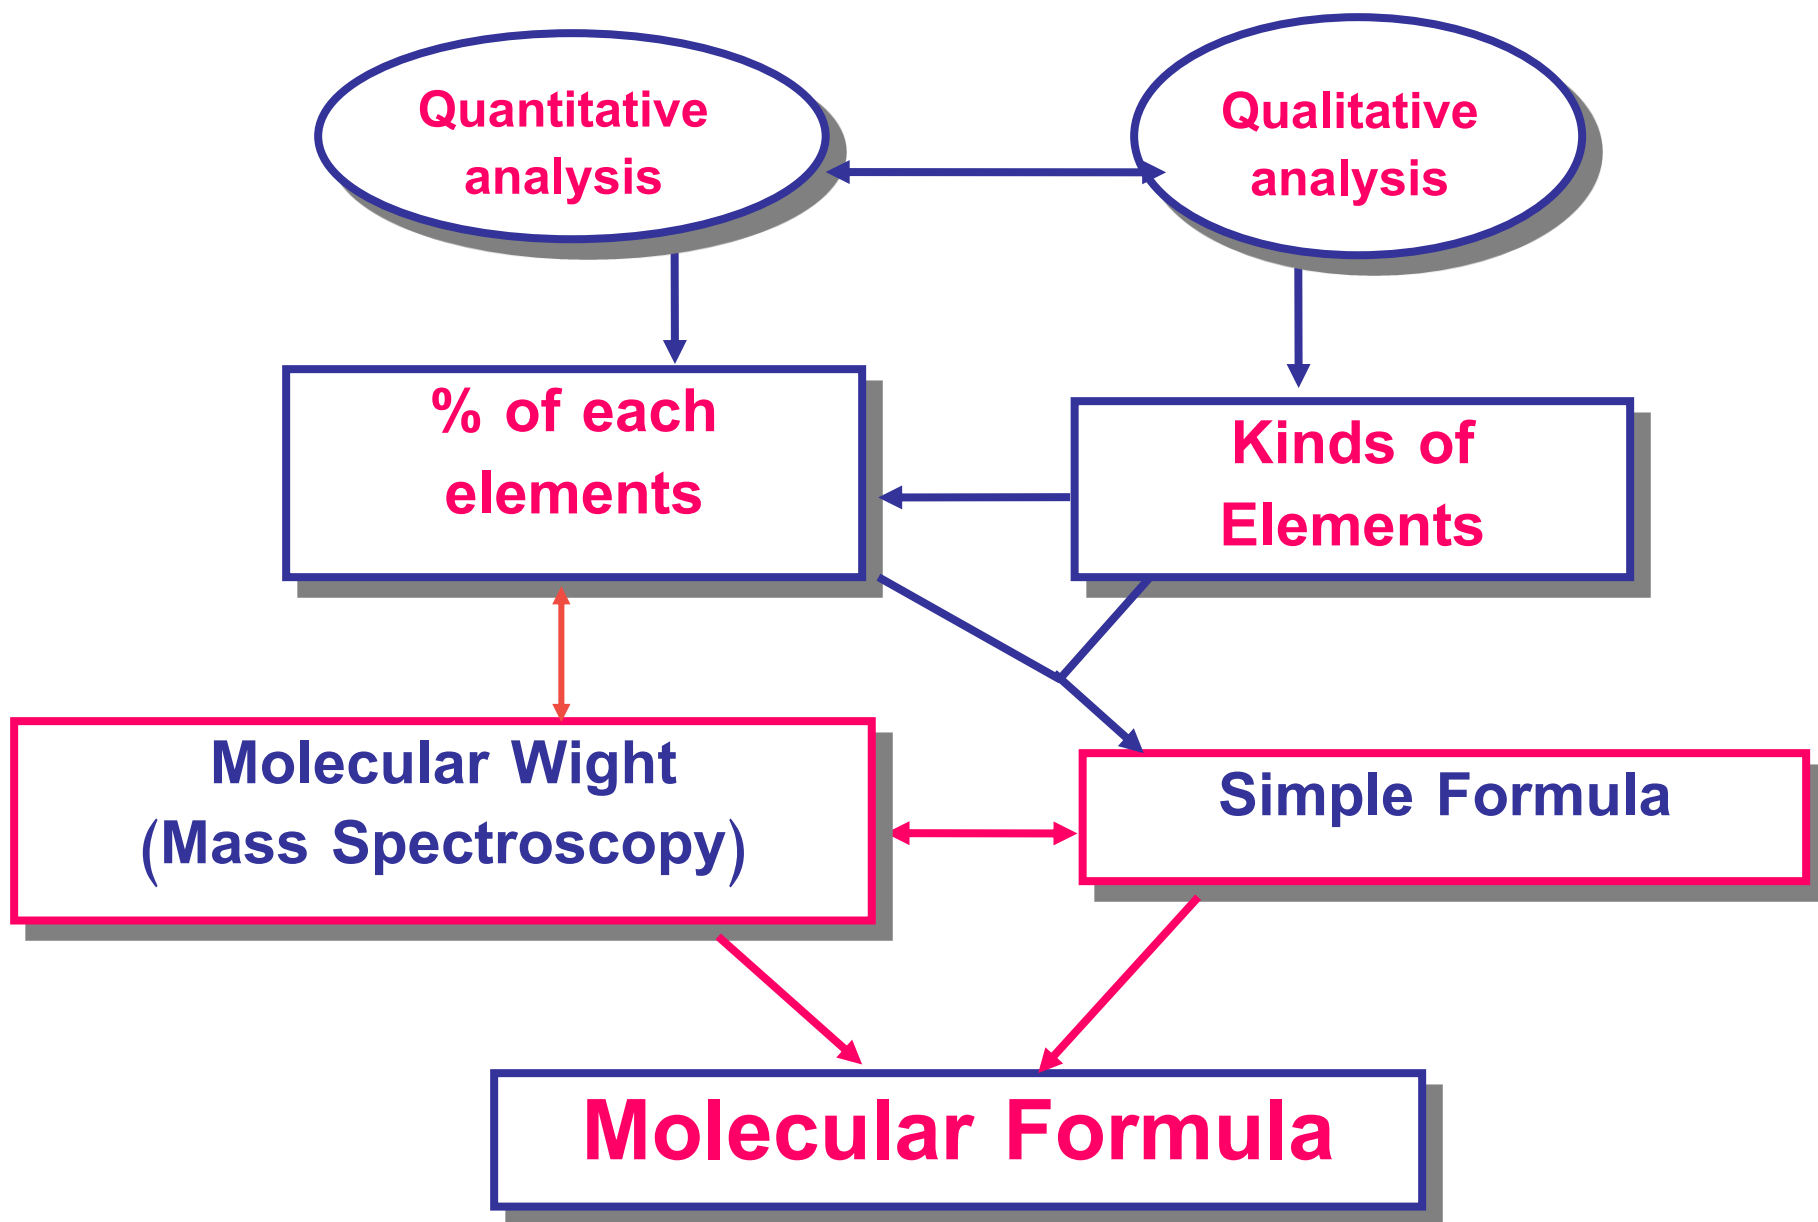 Quantitative
analysis
Qualitative
analysis
% of each
elements
Kinds of
Elements
Molecular Wight
(Mass Spectroscopy)
Simple Formula
Molecular Formula